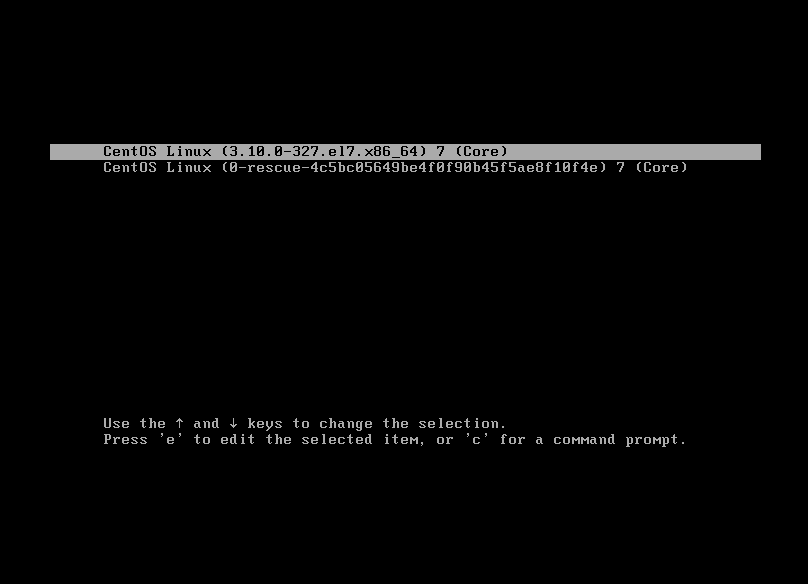 CentOS Linux (3.10.0-327.el7.x86_64) 7 (Core)
CentOS Linux (0-rescue-4c5bc05649be4f0f90b45f5ae8f10f4e) 7 (Core)
Use the ↑ and ↓ keys to change the selection.
Press 'e' to edit the selected item, or 'c' for a command prompt.